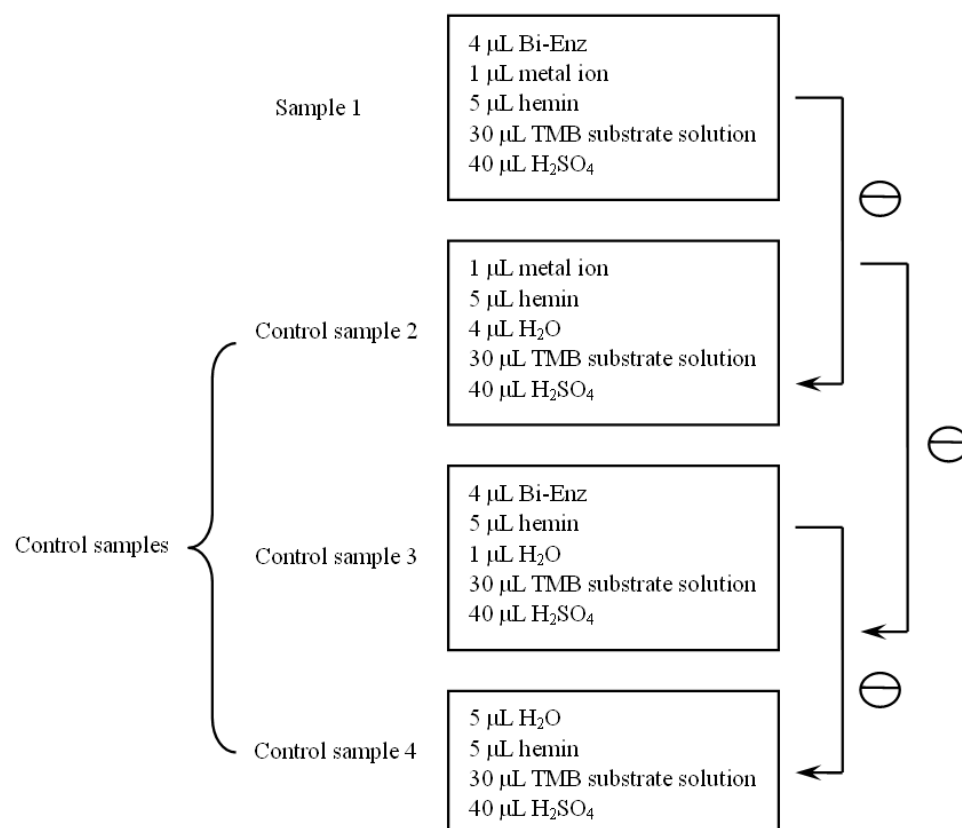 Sample 1
4 μL Bi-Enz
1 μL metal ion
5 μL hemin
30 μL TMB substrate solution
40 μL H₂SO₄
Control samples
Control sample 2
1 μL metal ion
5 μL hemin
4 μL H₂O
30 μL TMB substrate solution
40 μL H₂SO₄
Control sample 3
4 μL Bi-Enz
5 μL hemin
1 μL H₂O
30 μL TMB substrate solution
40 μL H₂SO₄
Control sample 4
5 μL H₂O
5 μL hemin
30 μL TMB substrate solution
40 μL H₂SO₄